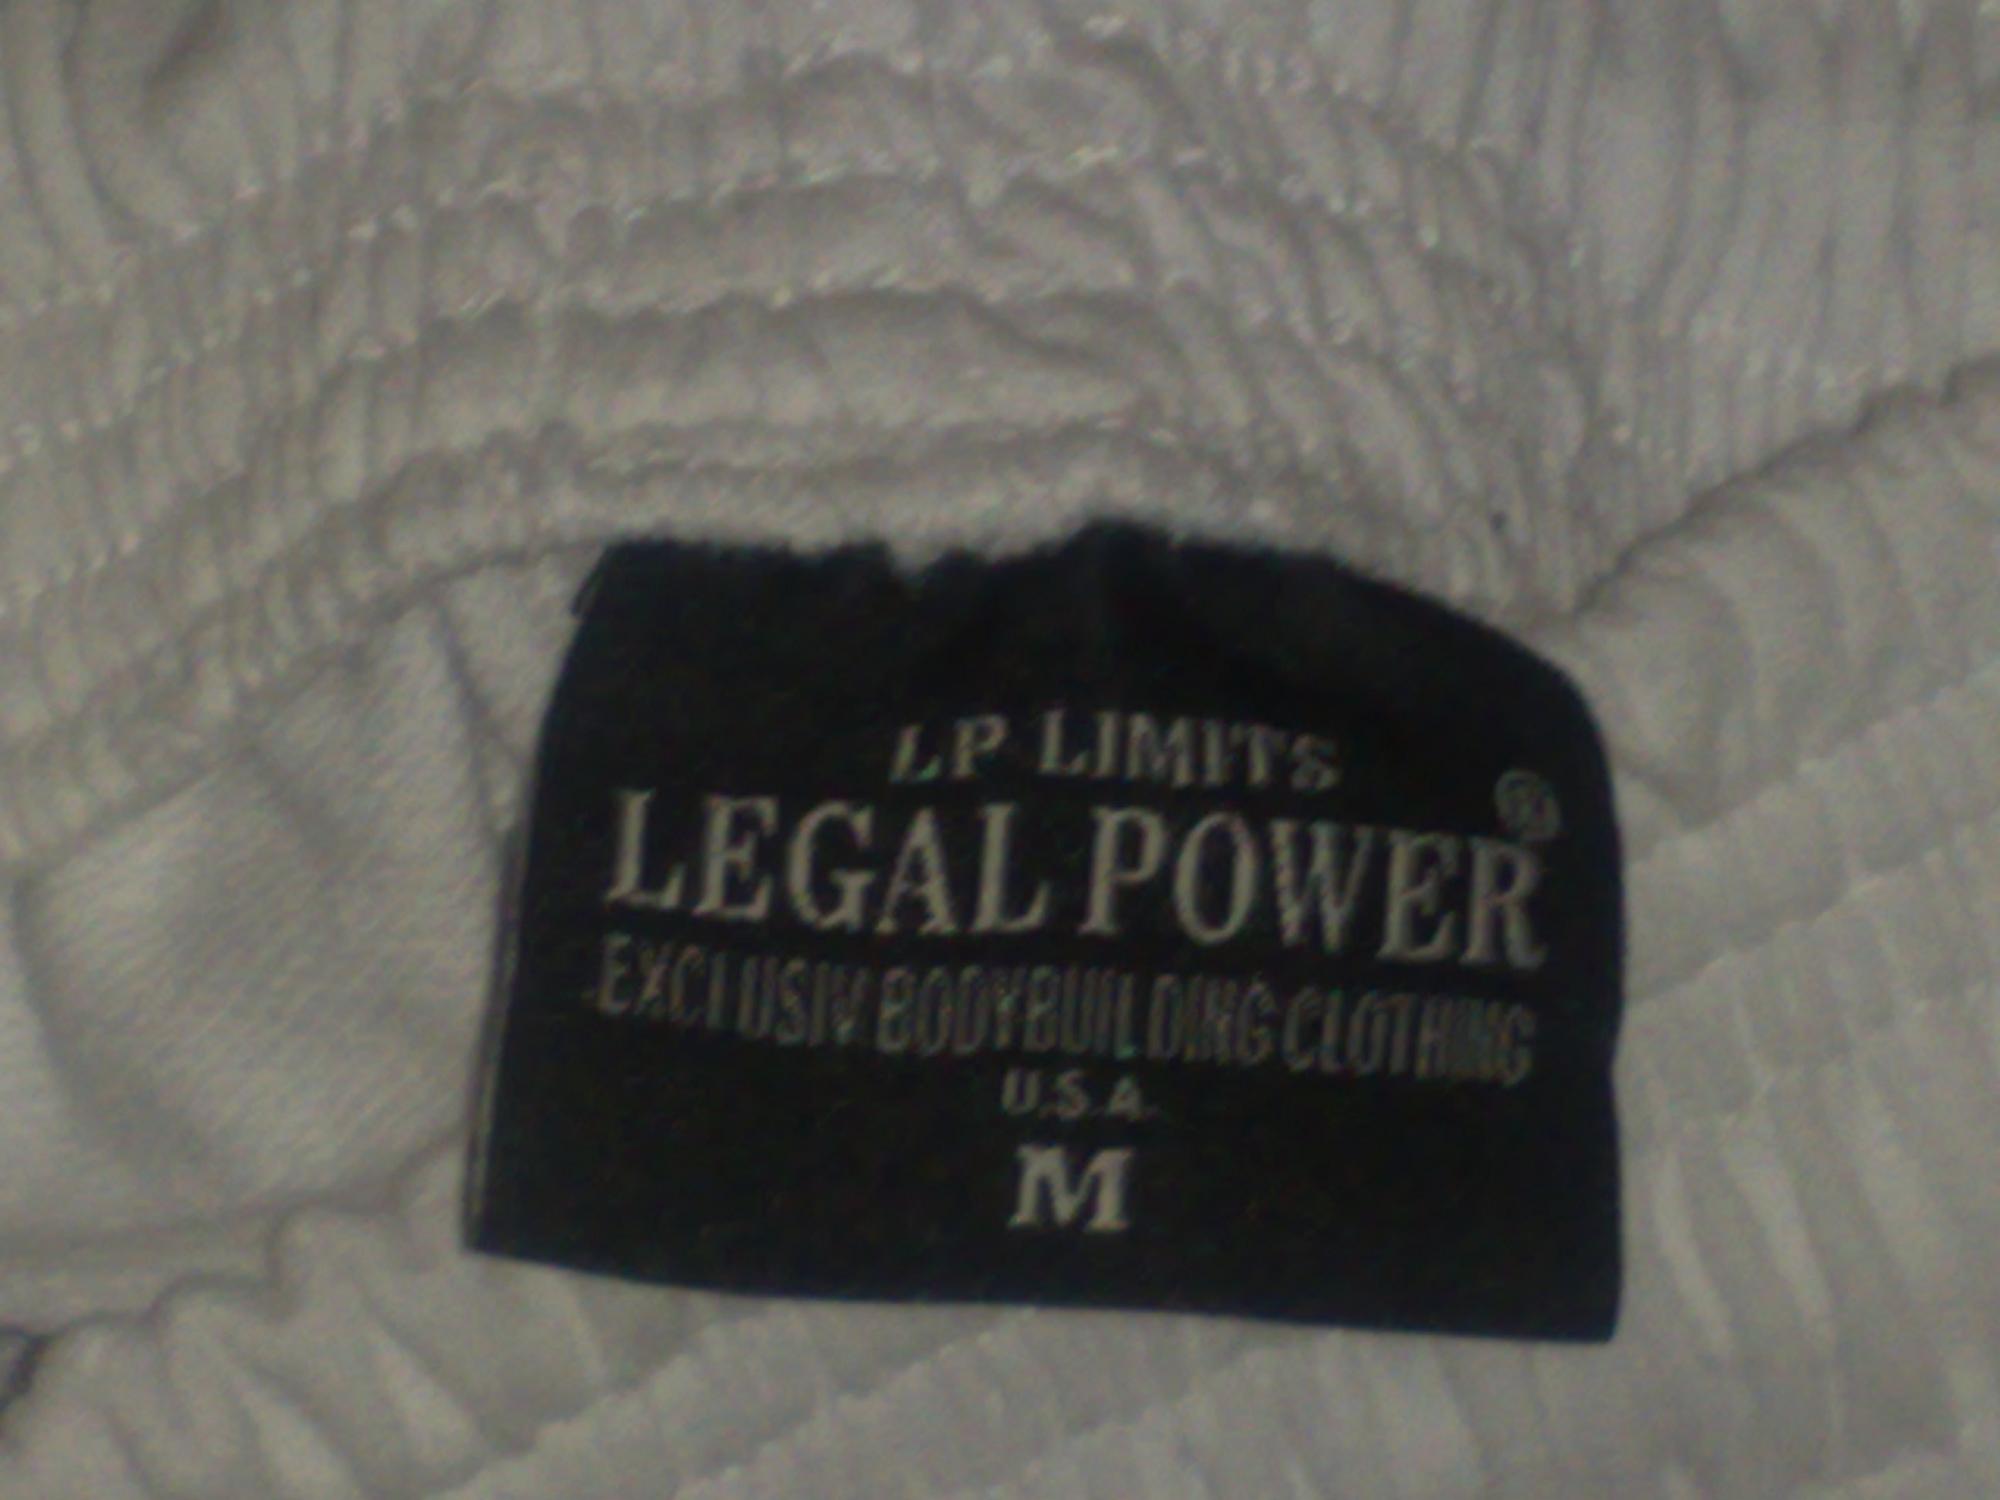 LP LIMITS
LEGAL POWER®
EXCLUSIV BODYBUILDING CLOTHING
U.S.A.
M